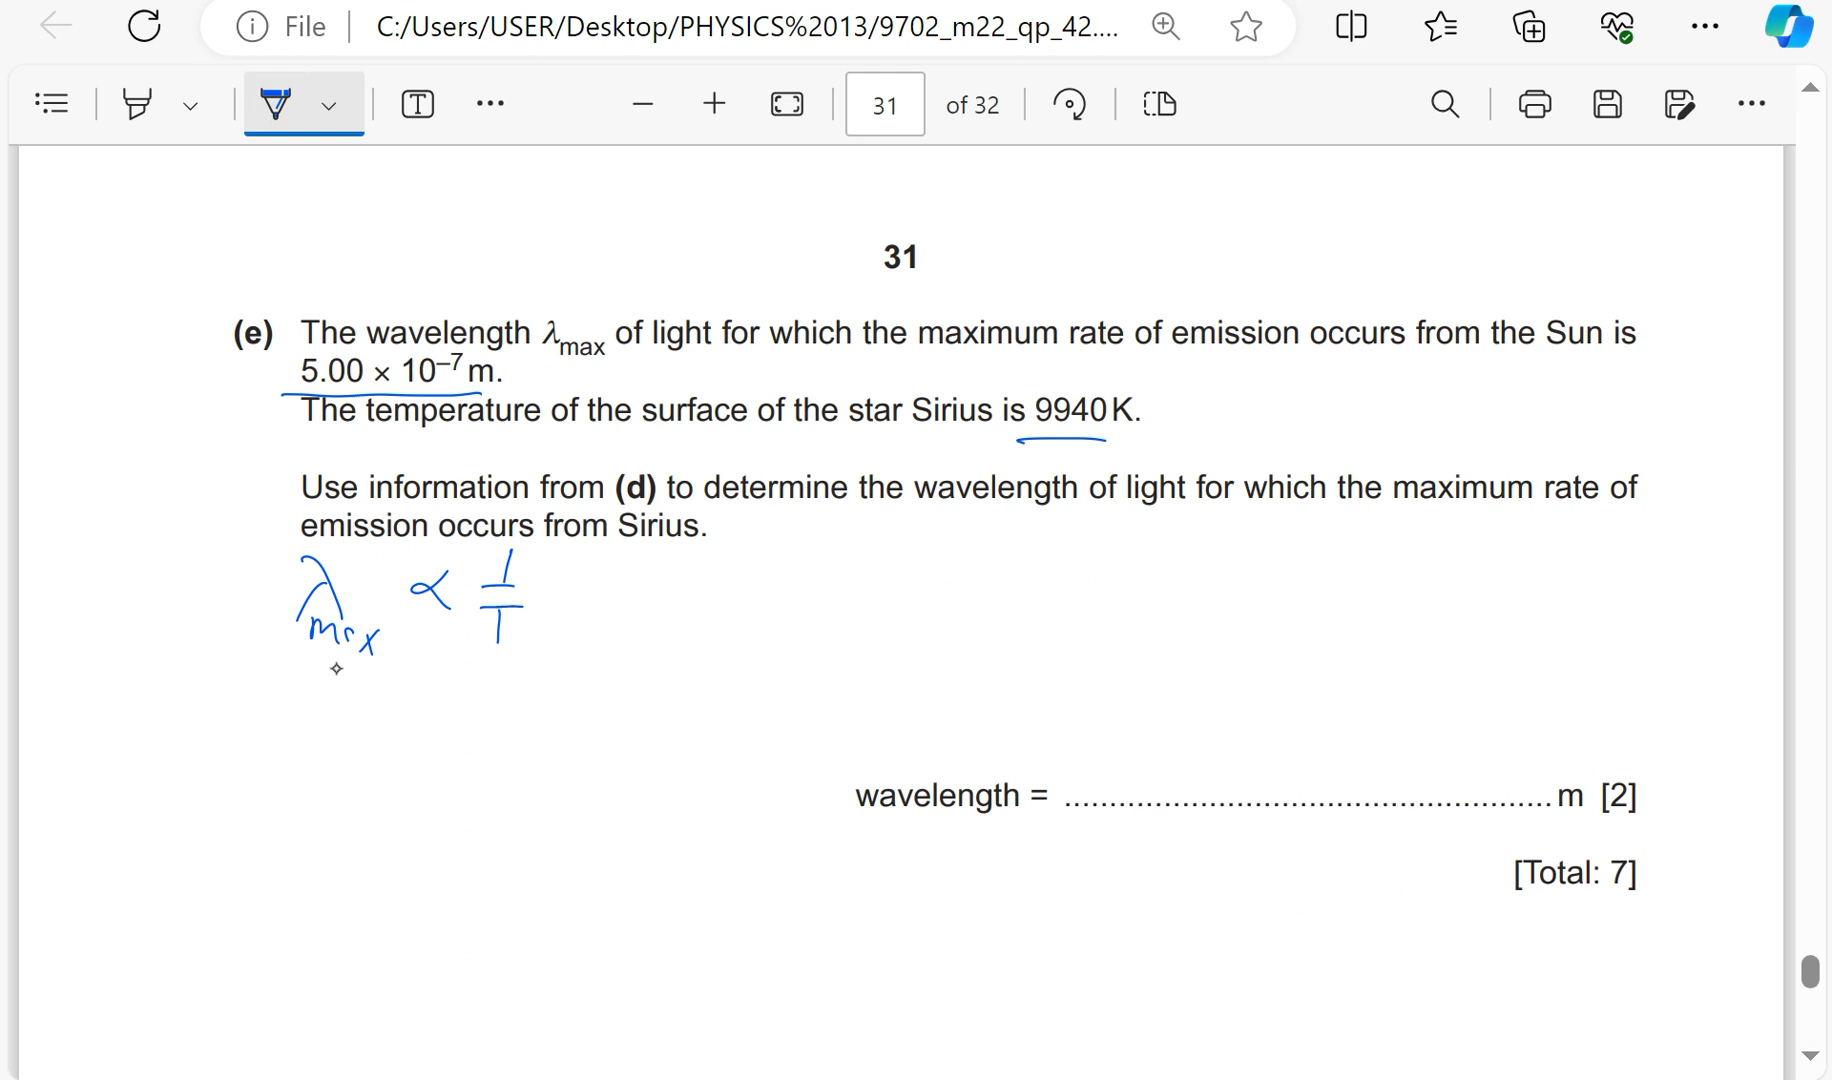 File
C:/Users/USER/Desktop/PHYSICS%2013/9702_m22_qp_42....
31 of 32
31
(e) The wavelength λmax of light for which the maximum rate of emission occurs from the Sun is
5.00 × 10⁻⁷ m.
The temperature of the surface of the star Sirius is 9940 K.
Use information from (d) to determine the wavelength of light for which the maximum rate of
emission occurs from Sirius.
λmax ∝ 1/T
wavelength = .................................................... m [2]
[Total: 7]